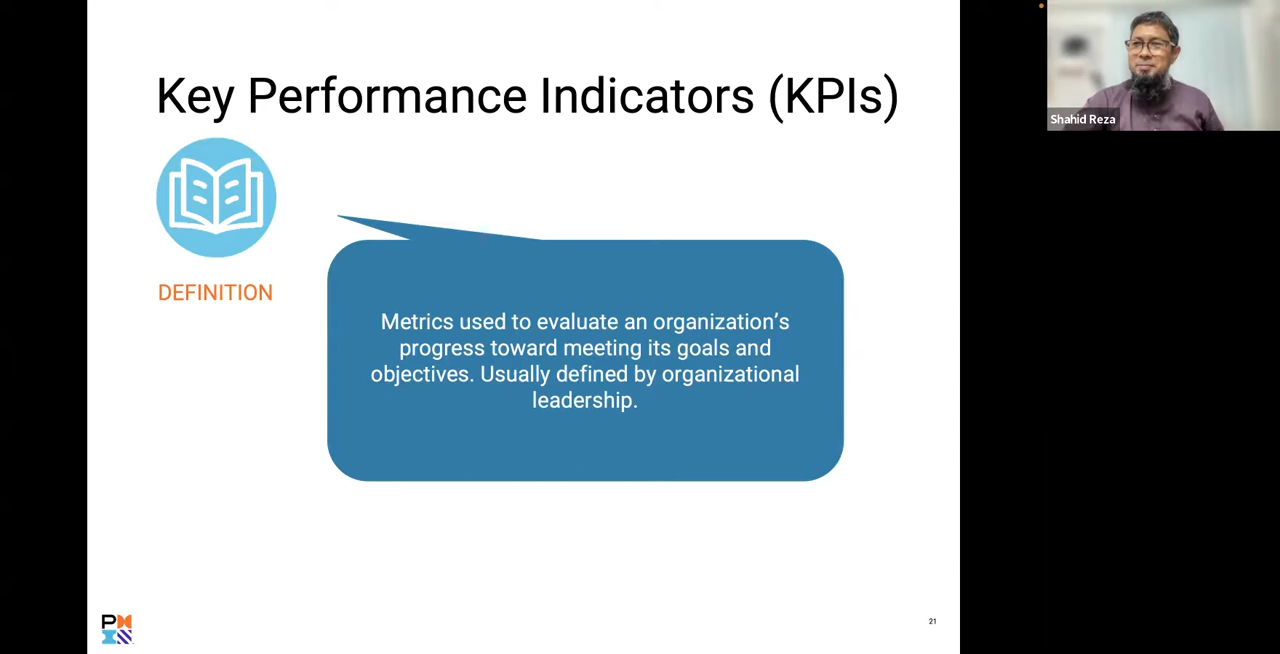 Key Performance Indicators (KPIs)
Shahid Reza
DEFINITION
Metrics used to evaluate an organization’s
progress toward meeting its goals and
objectives. Usually defined by organizational
leadership.
21